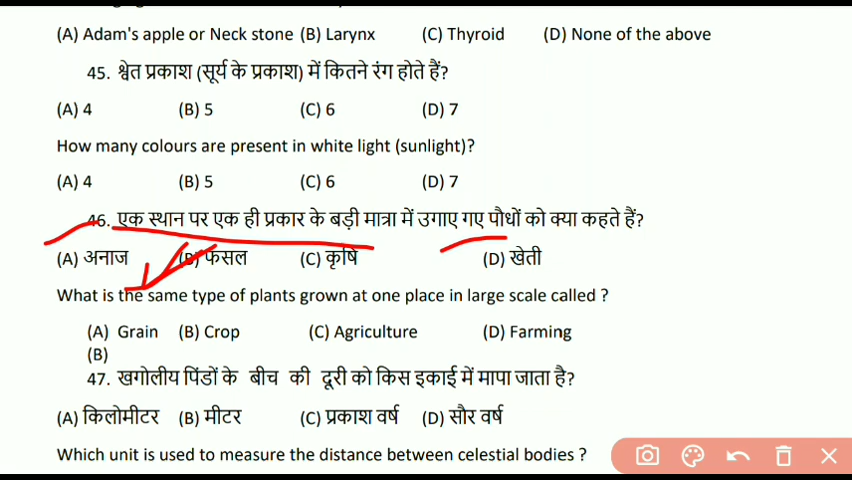 (A) Adam's apple or Neck stone (B) Larynx (C) Thyroid (D) None of the above
45. श्वेत प्रकाश (सूर्य के प्रकाश) में कितने रंग होते हैं?
(A) 4 (B) 5 (C) 6 (D) 7
How many colours are present in white light (sunlight)?
(A) 4 (B) 5 (C) 6 (D) 7
46. एक स्थान पर एक ही प्रकार के बड़ी मात्रा में उगाए गए पौधों को क्या कहते हैं?
(A) अनाज (B) फसल (C) कृषि (D) खेती
What is the same type of plants grown at one place in large scale called ?
(A) Grain (B) Crop (C) Agriculture (D) Farming
(B)
47. खगोलीय पिंडों के बीच की दूरी को किस इकाई में मापा जाता है?
(A) किलोमीटर (B) मीटर (C) प्रकाश वर्ष (D) सौर वर्ष
Which unit is used to measure the distance between celestial bodies ?